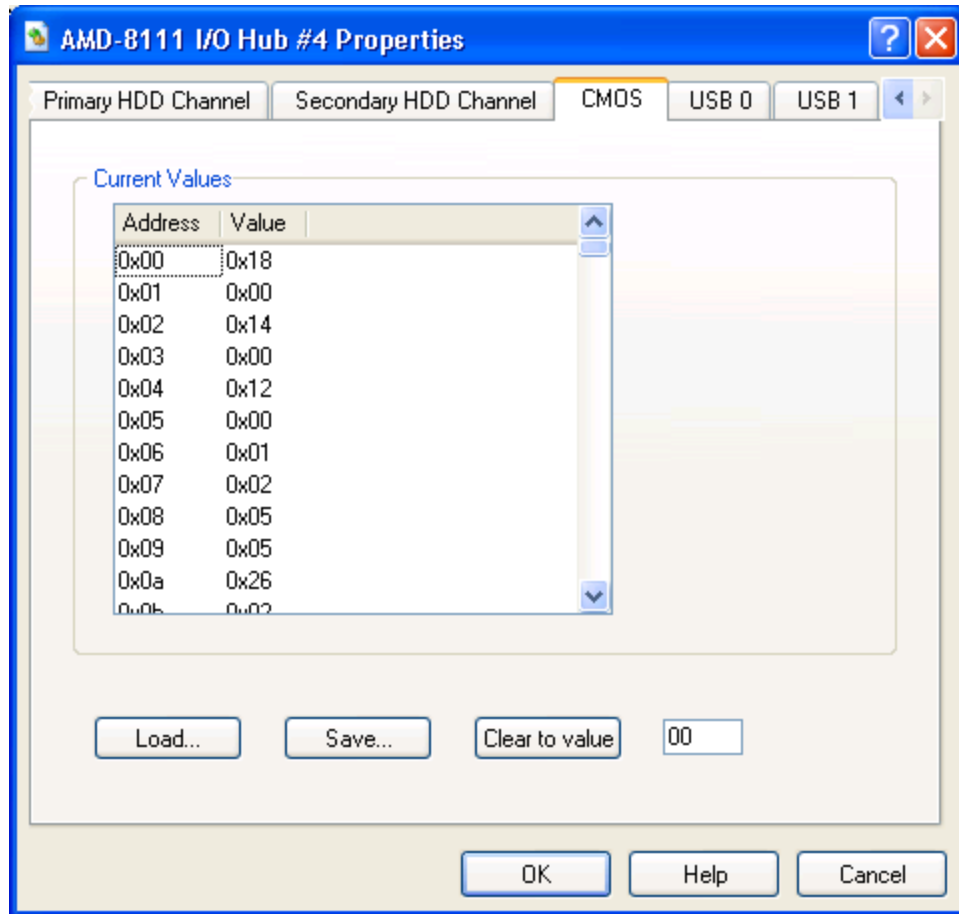 AMD-8111 I/O Hub #4 Properties
Primary HDD Channel Secondary HDD Channel CMOS USB 0 USB 1
Current Values
Address Value
0x00 0x18
0x01 0x00
0x02 0x14
0x03 0x00
0x04 0x12
0x05 0x00
0x06 0x01
0x07 0x02
0x08 0x05
0x09 0x05
0x0a 0x26
0x0b 0x02
Load... Save... Clear to value 00
OK Help Cancel